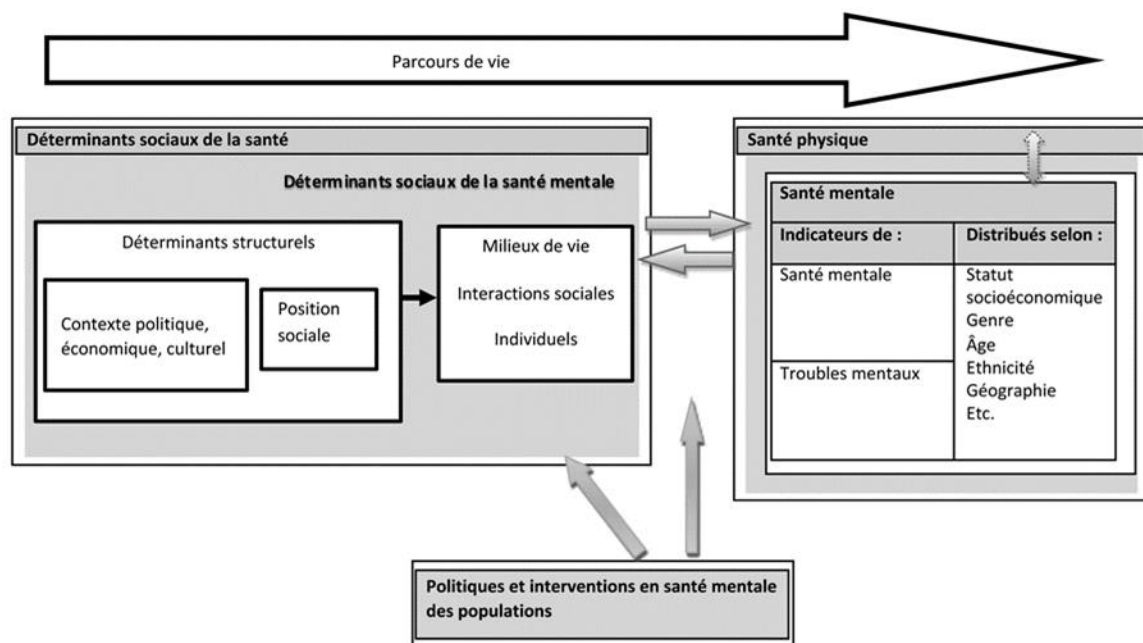 Parcours de vie
Déterminants sociaux de la santé
Déterminants sociaux de la santé mentale
Déterminants structurels
Contexte politique,
économique, culturel
Position
sociale
Milieux de vie
Interactions sociales
Individuels
Santé physique
Santé mentale
Indicateurs de :
Distribués selon :
Santé mentale
Troubles mentaux
Statut
socioéconomique
Genre
Âge
Ethnicité
Géographie
Etc.
Politiques et interventions en santé mentale
des populations